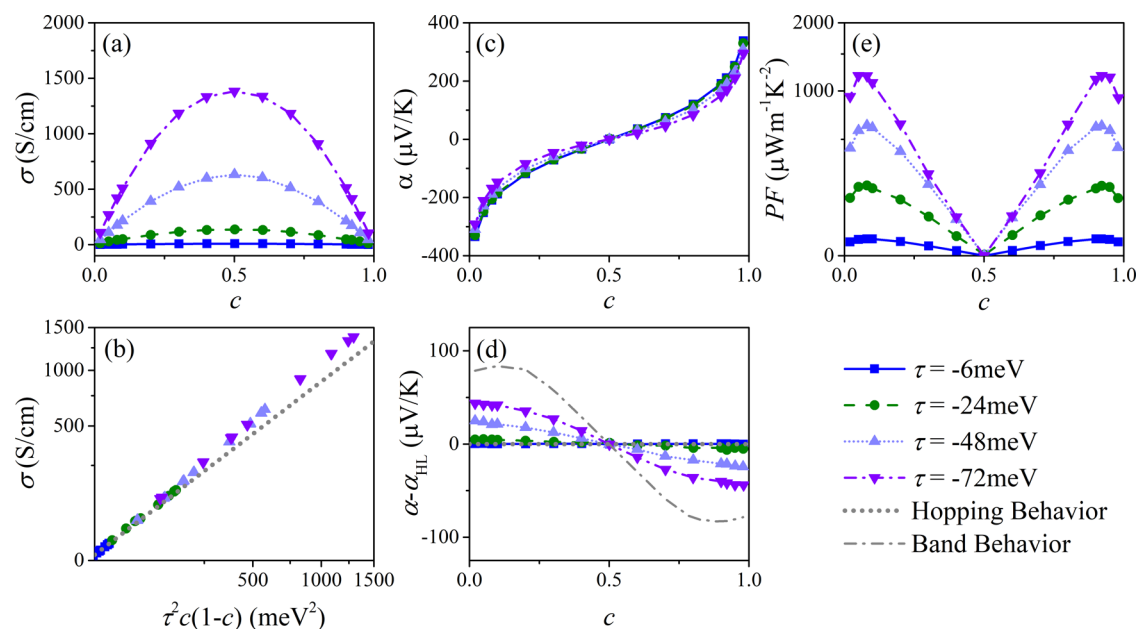 (a)
2000
1500
1000
500
0
σ (S/cm)
0.0
0.5
1.0
c
(c)
400
200
0
-200
-400
α (μV/K)
0.0
0.5
1.0
c
(e)
2000
1000
0
PF (μWm⁻¹K⁻²)
0.0
0.5
1.0
c
(b)
1500
1000
500
0
σ (S/cm)
500
1000
1500
τ²c(1-c) (meV²)
(d)
100
0
-100
α-α_HL (μV/K)
0.0
0.5
1.0
c
τ = -6meV
τ = -24meV
τ = -48meV
τ = -72meV
Hopping Behavior
Band Behavior